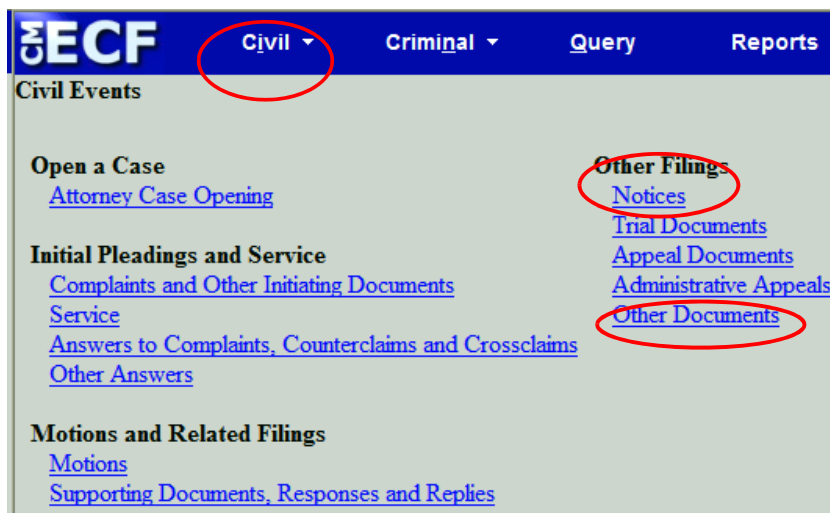 CM ECF Civil Criminal Query Reports
Civil Events
Open a Case
Attorney Case Opening
Initial Pleadings and Service
Complaints and Other Initiating Documents
Service
Answers to Complaints, Counterclaims and Crossclaims
Other Answers
Motions and Related Filings
Motions
Supporting Documents, Responses and Replies
Other Filings
Notices
Trial Documents
Appeal Documents
Administrative Appeals
Other Documents